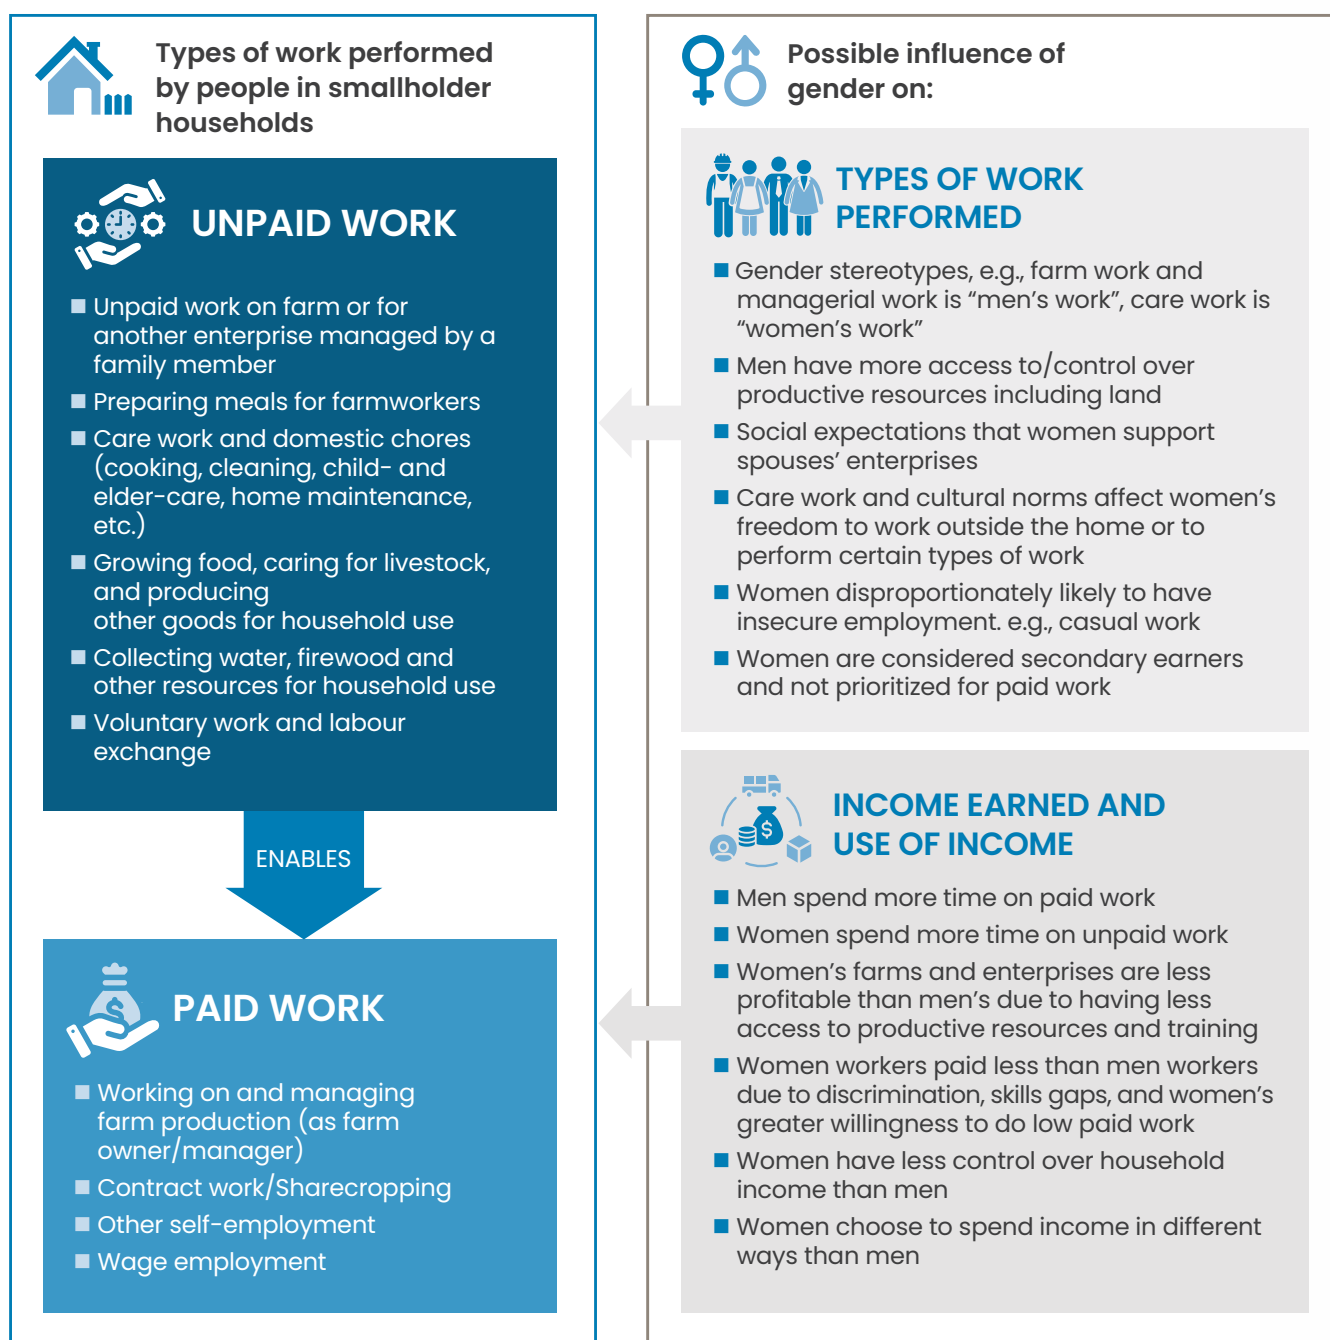 Types of work performed
by people in smallholder
households
UNPAID WORK
Unpaid work on farm or for
another enterprise managed by a
family member
Preparing meals for farmworkers
Care work and domestic chores
(cooking, cleaning, child- and
elder-care, home maintenance,
etc.)
Growing food, caring for livestock,
and producing
other goods for household use
Collecting water, firewood and
other resources for household use
Voluntary work and labour
exchange
ENABLES
$
PAID WORK
Working on and managing
farm production (as farm
owner/manager)
Contract work/Sharecropping
Other self-employment
Wage employment
Possible influence of
gender on:
TYPES OF WORK
PERFORMED
Gender stereotypes, e.g., farm work and
managerial work is “men’s work”, care work is
“women’s work”
Men have more access to/control over
productive resources including land
Social expectations that women support
spouses’ enterprises
Care work and cultural norms affect women’s
freedom to work outside the home or to
perform certain types of work
Women disproportionately likely to have
insecure employment. e.g., casual work
Women are considered secondary earners
and not prioritized for paid work
$
INCOME EARNED AND
USE OF INCOME
Men spend more time on paid work
Women spend more time on unpaid work
Women’s farms and enterprises are less
profitable than men’s due to having less
access to productive resources and training
Women workers paid less than men workers
due to discrimination, skills gaps, and women’s
greater willingness to do low paid work
Women have less control over household
income than men
Women choose to spend income in different
ways than men